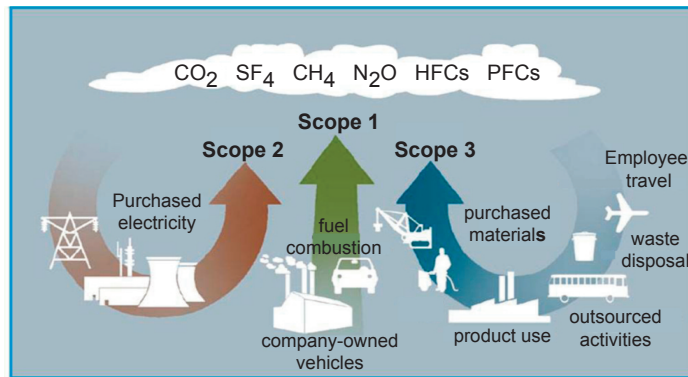 CO2 SF4 CH4 N2O HFCs PFCs
Scope 1
Scope 2
Scope 3
Purchased
electricity
fuel
combustion
company-owned
vehicles
purchased
materials
product use
Employee
travel
waste
disposal
outsourced
activities